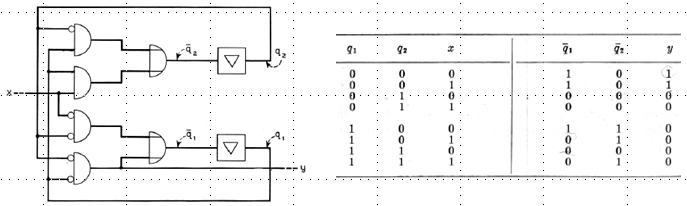 q̄₂
q₂
x
q̄₁
q₁
y
q₁ q₂ x q̄₁ q̄₂ y
0 0 0 1 0 1
0 0 1 1 0 1
0 1 0 0 0 0
0 1 1 0 0 0
1 0 0 1 1 0
1 0 1 0 1 0
1 1 0 0 0 0
1 1 1 0 1 0